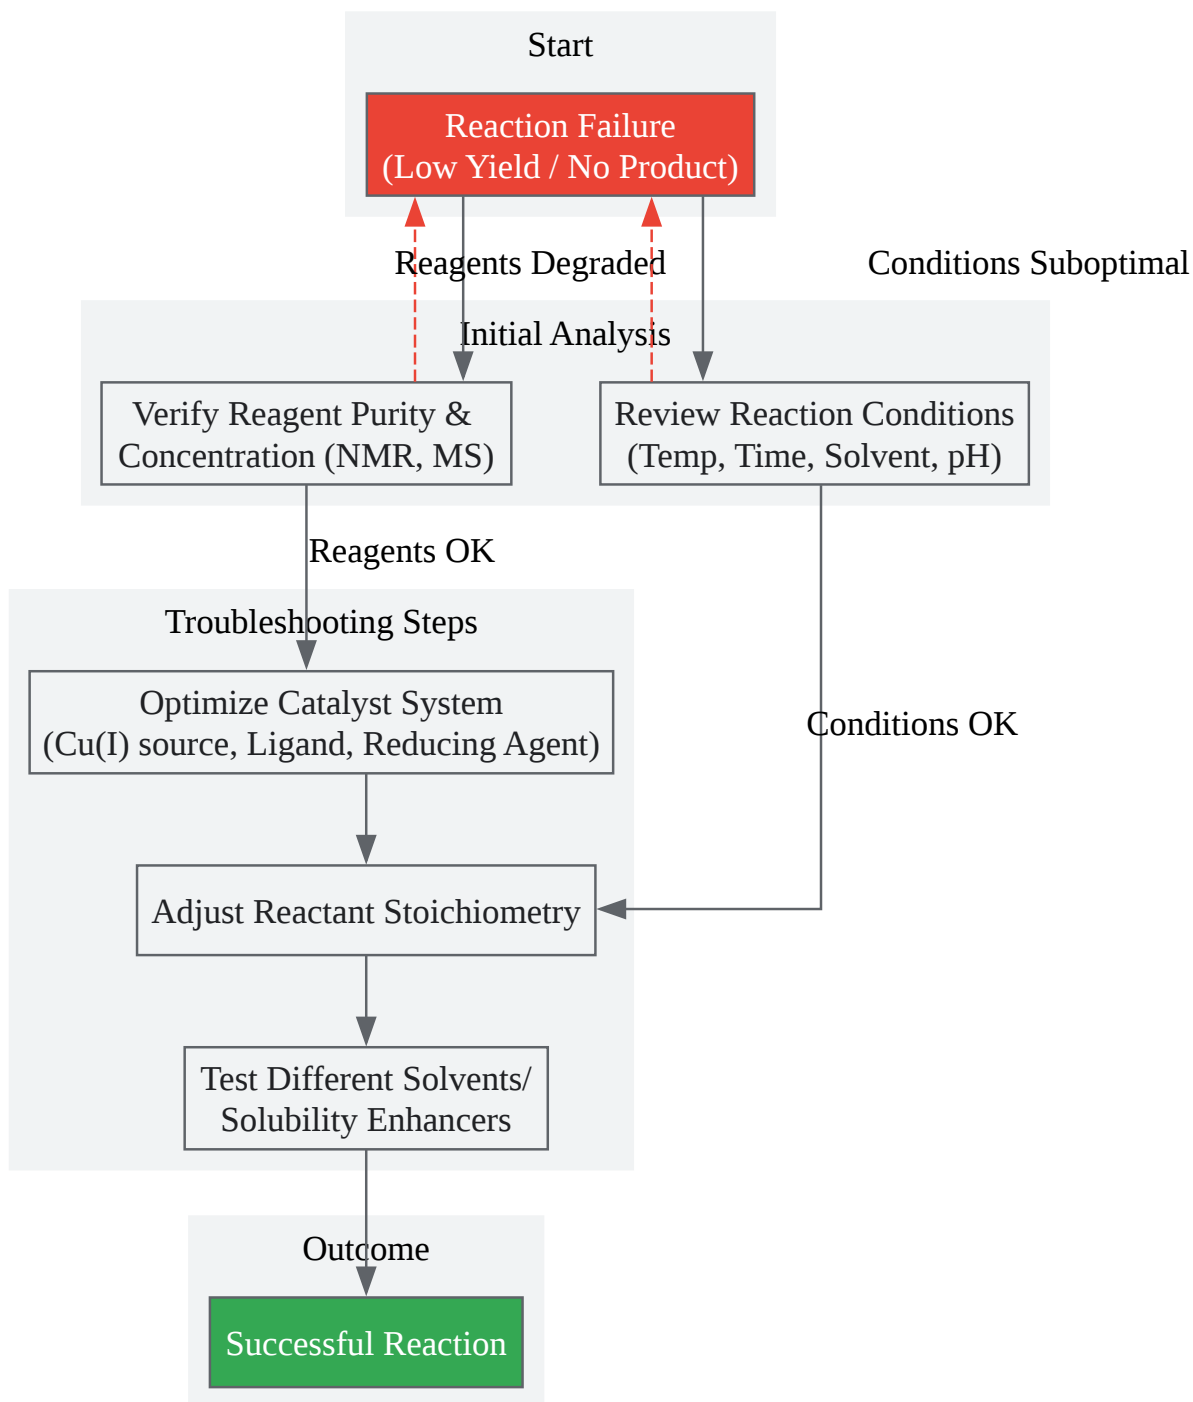 Start
Reaction Failure
(Low Yield / No Product)
Reagents Degraded
Conditions Suboptimal
Initial Analysis
Verify Reagent Purity &
Concentration (NMR, MS)
Review Reaction Conditions
(Temp, Time, Solvent, pH)
Reagents OK
Troubleshooting Steps
Optimize Catalyst System
(Cu(I) source, Ligand, Reducing Agent)
Conditions OK
Adjust Reactant Stoichiometry
Test Different Solvents/
Solubility Enhancers
Outcome
Successful Reaction